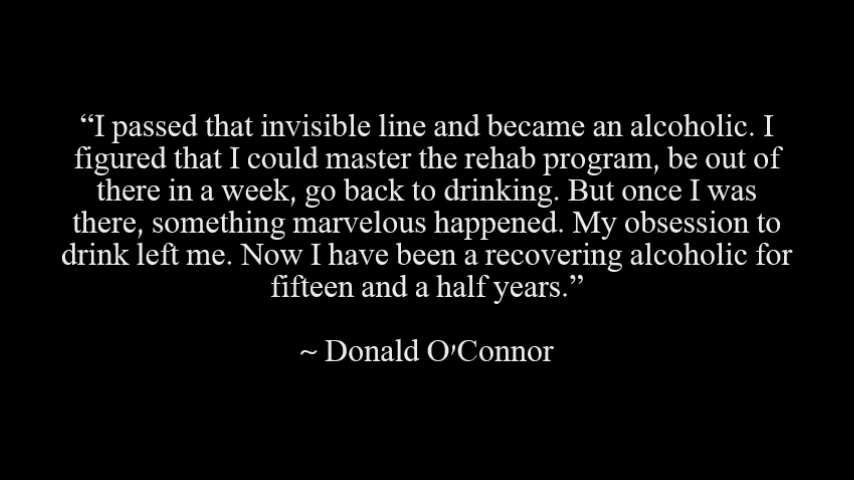 “I passed that invisible line and became an alcoholic. I
figured that I could master the rehab program, be out of
there in a week, go back to drinking. But once I was
there, something marvelous happened. My obsession to
drink left me. Now I have been a recovering alcoholic for
fifteen and a half years.”
~ Donald O'Connor